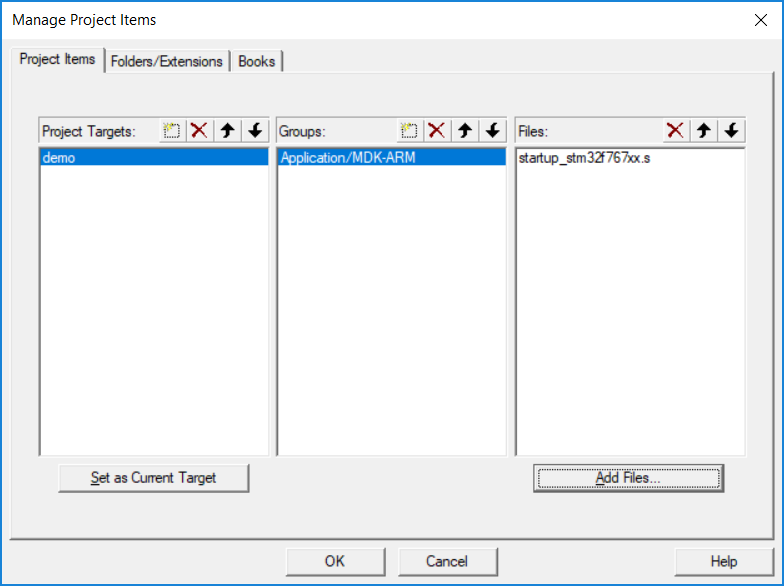 Manage Project Items
Project Items Folders/Extensions Books
Project Targets: Groups: Files:
demo Application/MDK-ARM startup_stm32f767xx.s
Set as Current Target Add Files...
OK Cancel Help